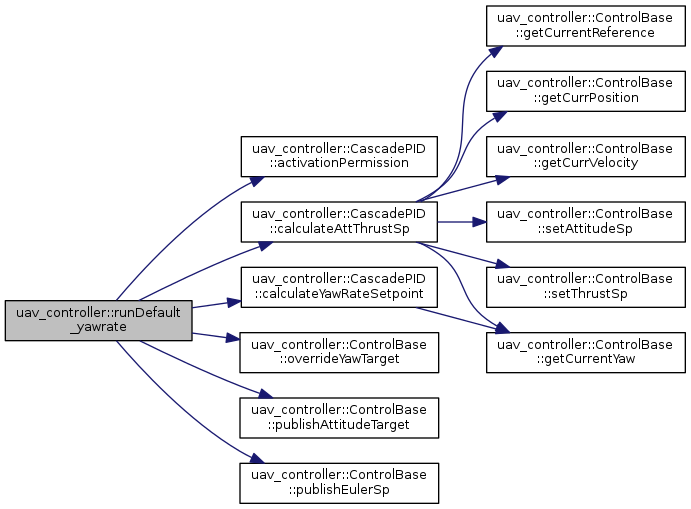 uav_controller::ControlBase
::getCurrentReference
uav_controller::ControlBase
::getCurrPosition
uav_controller::CascadePID
::activationPermission
uav_controller::ControlBase
::getCurrVelocity
uav_controller::CascadePID
::calculateAttThrustSp
uav_controller::ControlBase
::setAttitudeSp
uav_controller::CascadePID
::calculateYawRateSetpoint
uav_controller::ControlBase
::setThrustSp
uav_controller::runDefault
_yawrate
uav_controller::ControlBase
::overrideYawTarget
uav_controller::ControlBase
::getCurrentYaw
uav_controller::ControlBase
::publishAttitudeTarget
uav_controller::ControlBase
::publishEulerSp